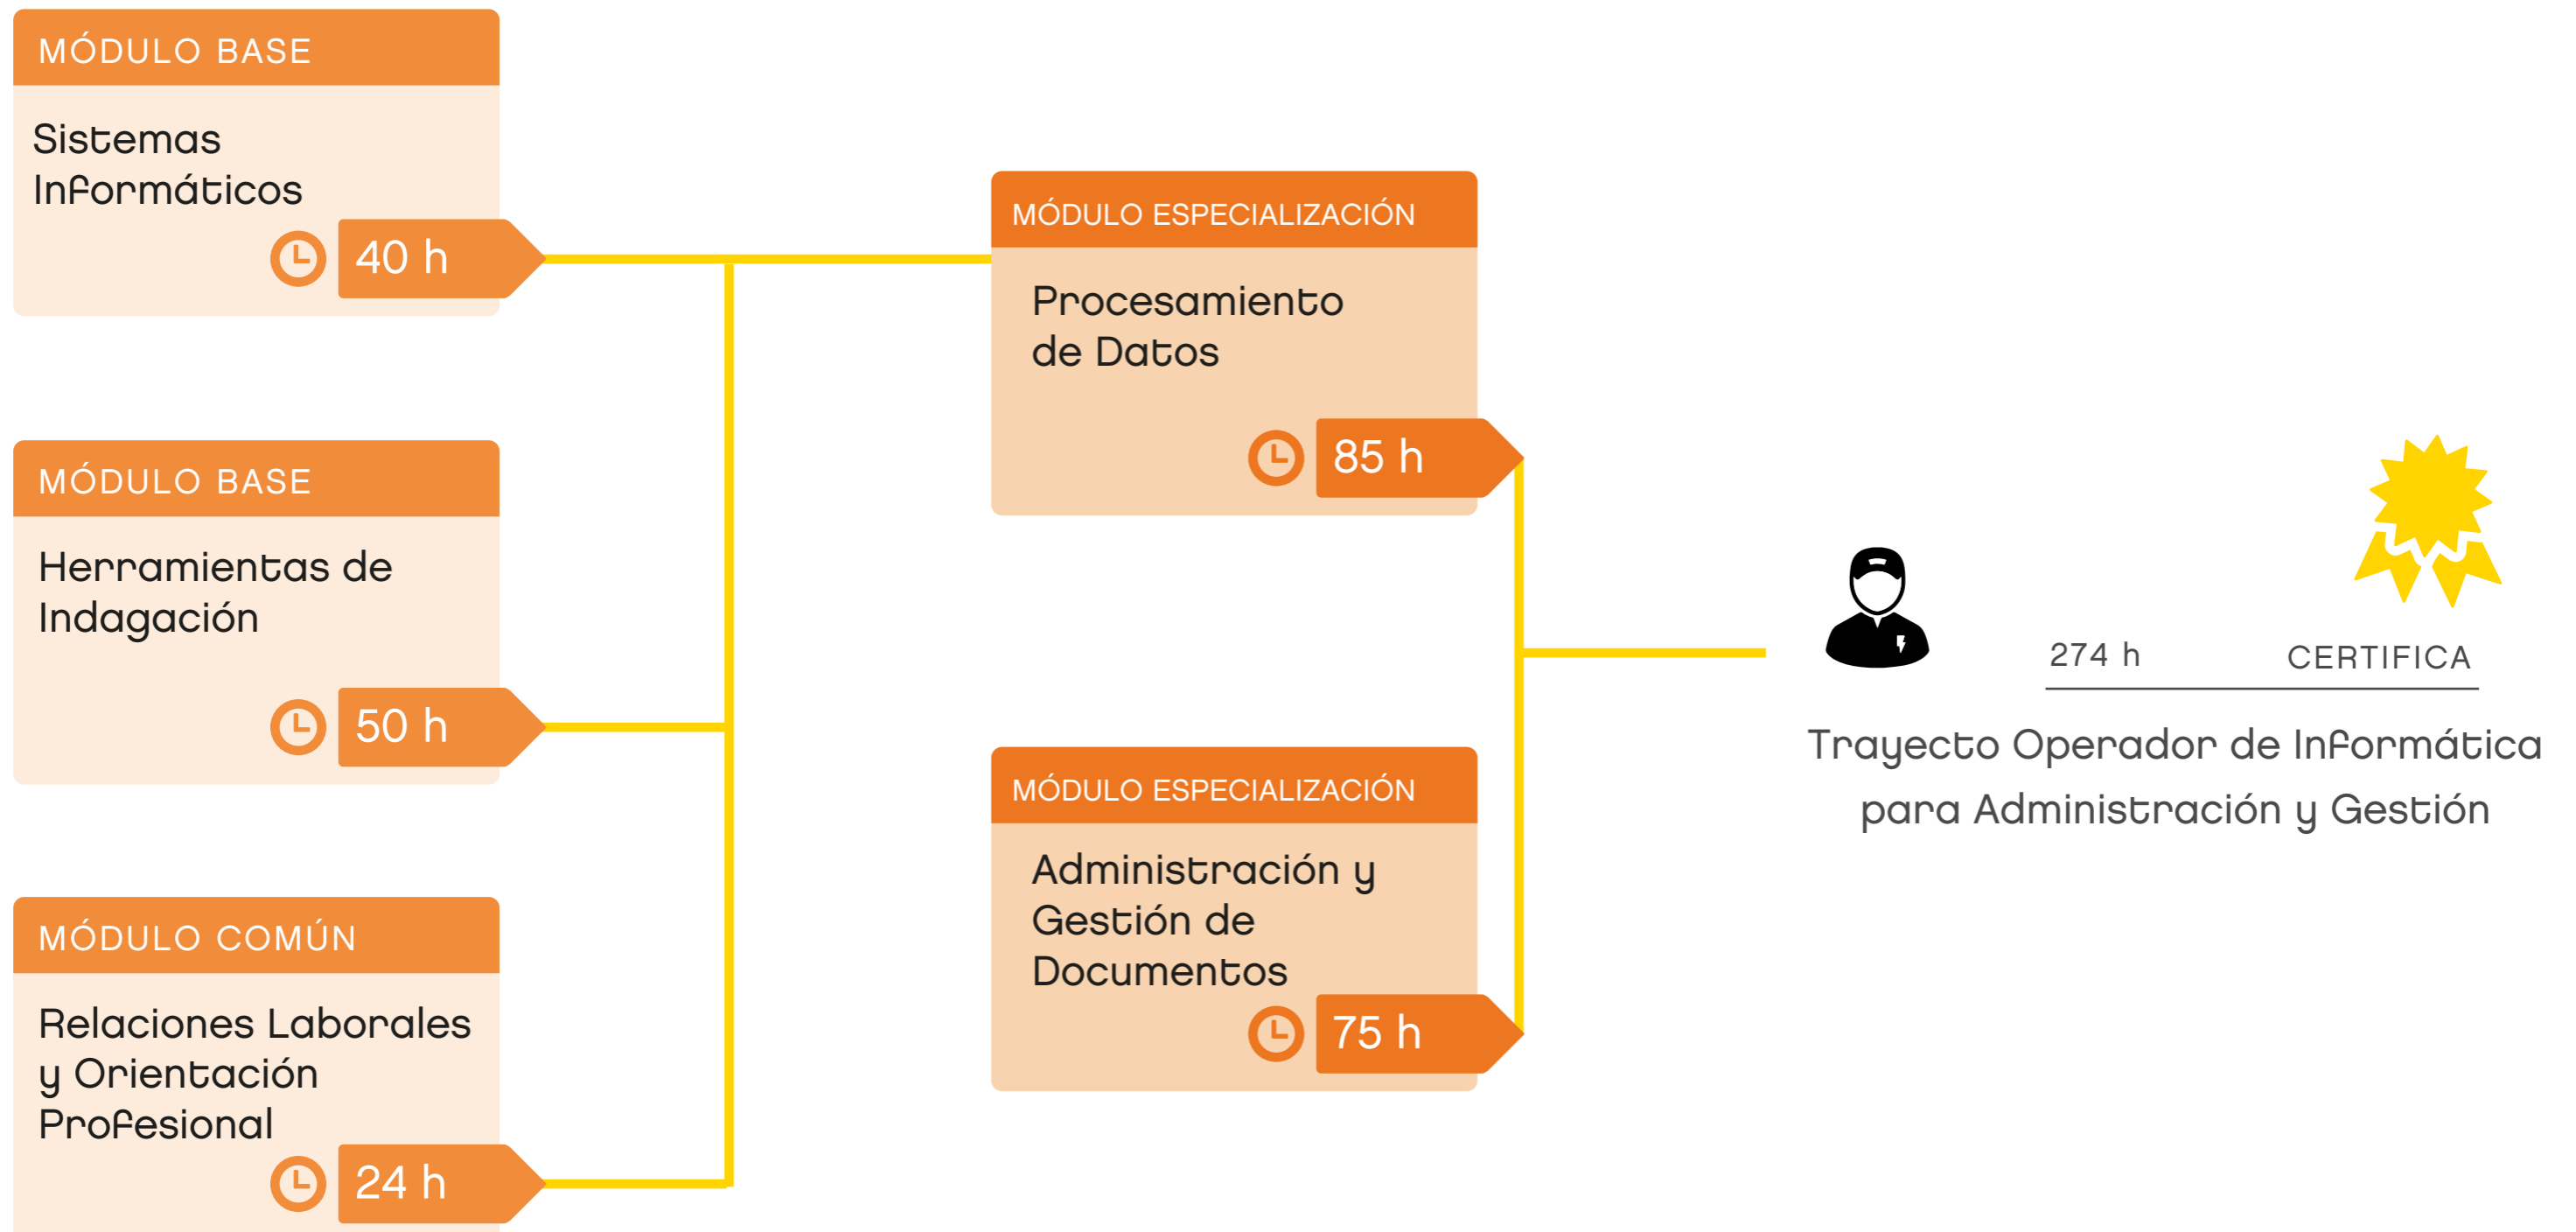 MÓDULO BASE
Sistemas
Informáticos
40 h
MÓDULO BASE
Herramientas de
Indagación
50 h
MÓDULO COMÚN
Relaciones Laborales
y Orientación
Profesional
24 h
MÓDULO ESPECIALIZACIÓN
Procesamiento
de Datos
85 h
MÓDULO ESPECIALIZACIÓN
Administración y
Gestión de
Documentos
75 h
274 h
CERTIFICA
Trayecto Operador de Informática
para Administración y Gestión